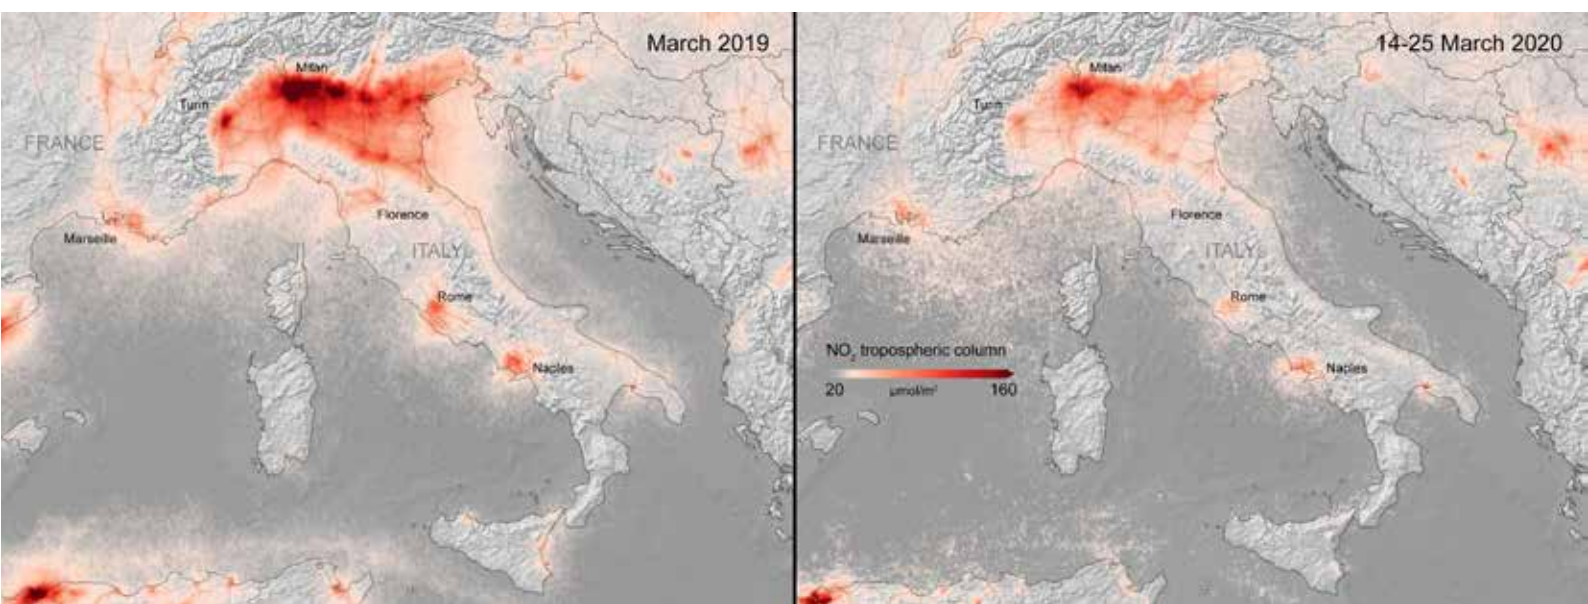 March 2019
Milan
Turin
FRANCE
Florence
Marseille
ITALY
Rome
Naples
14-25 March 2020
Milan
Turin
FRANCE
Florence
Marseille
ITALY
Rome
NO₂ tropospheric column
20 µmol/m² 160
Naples